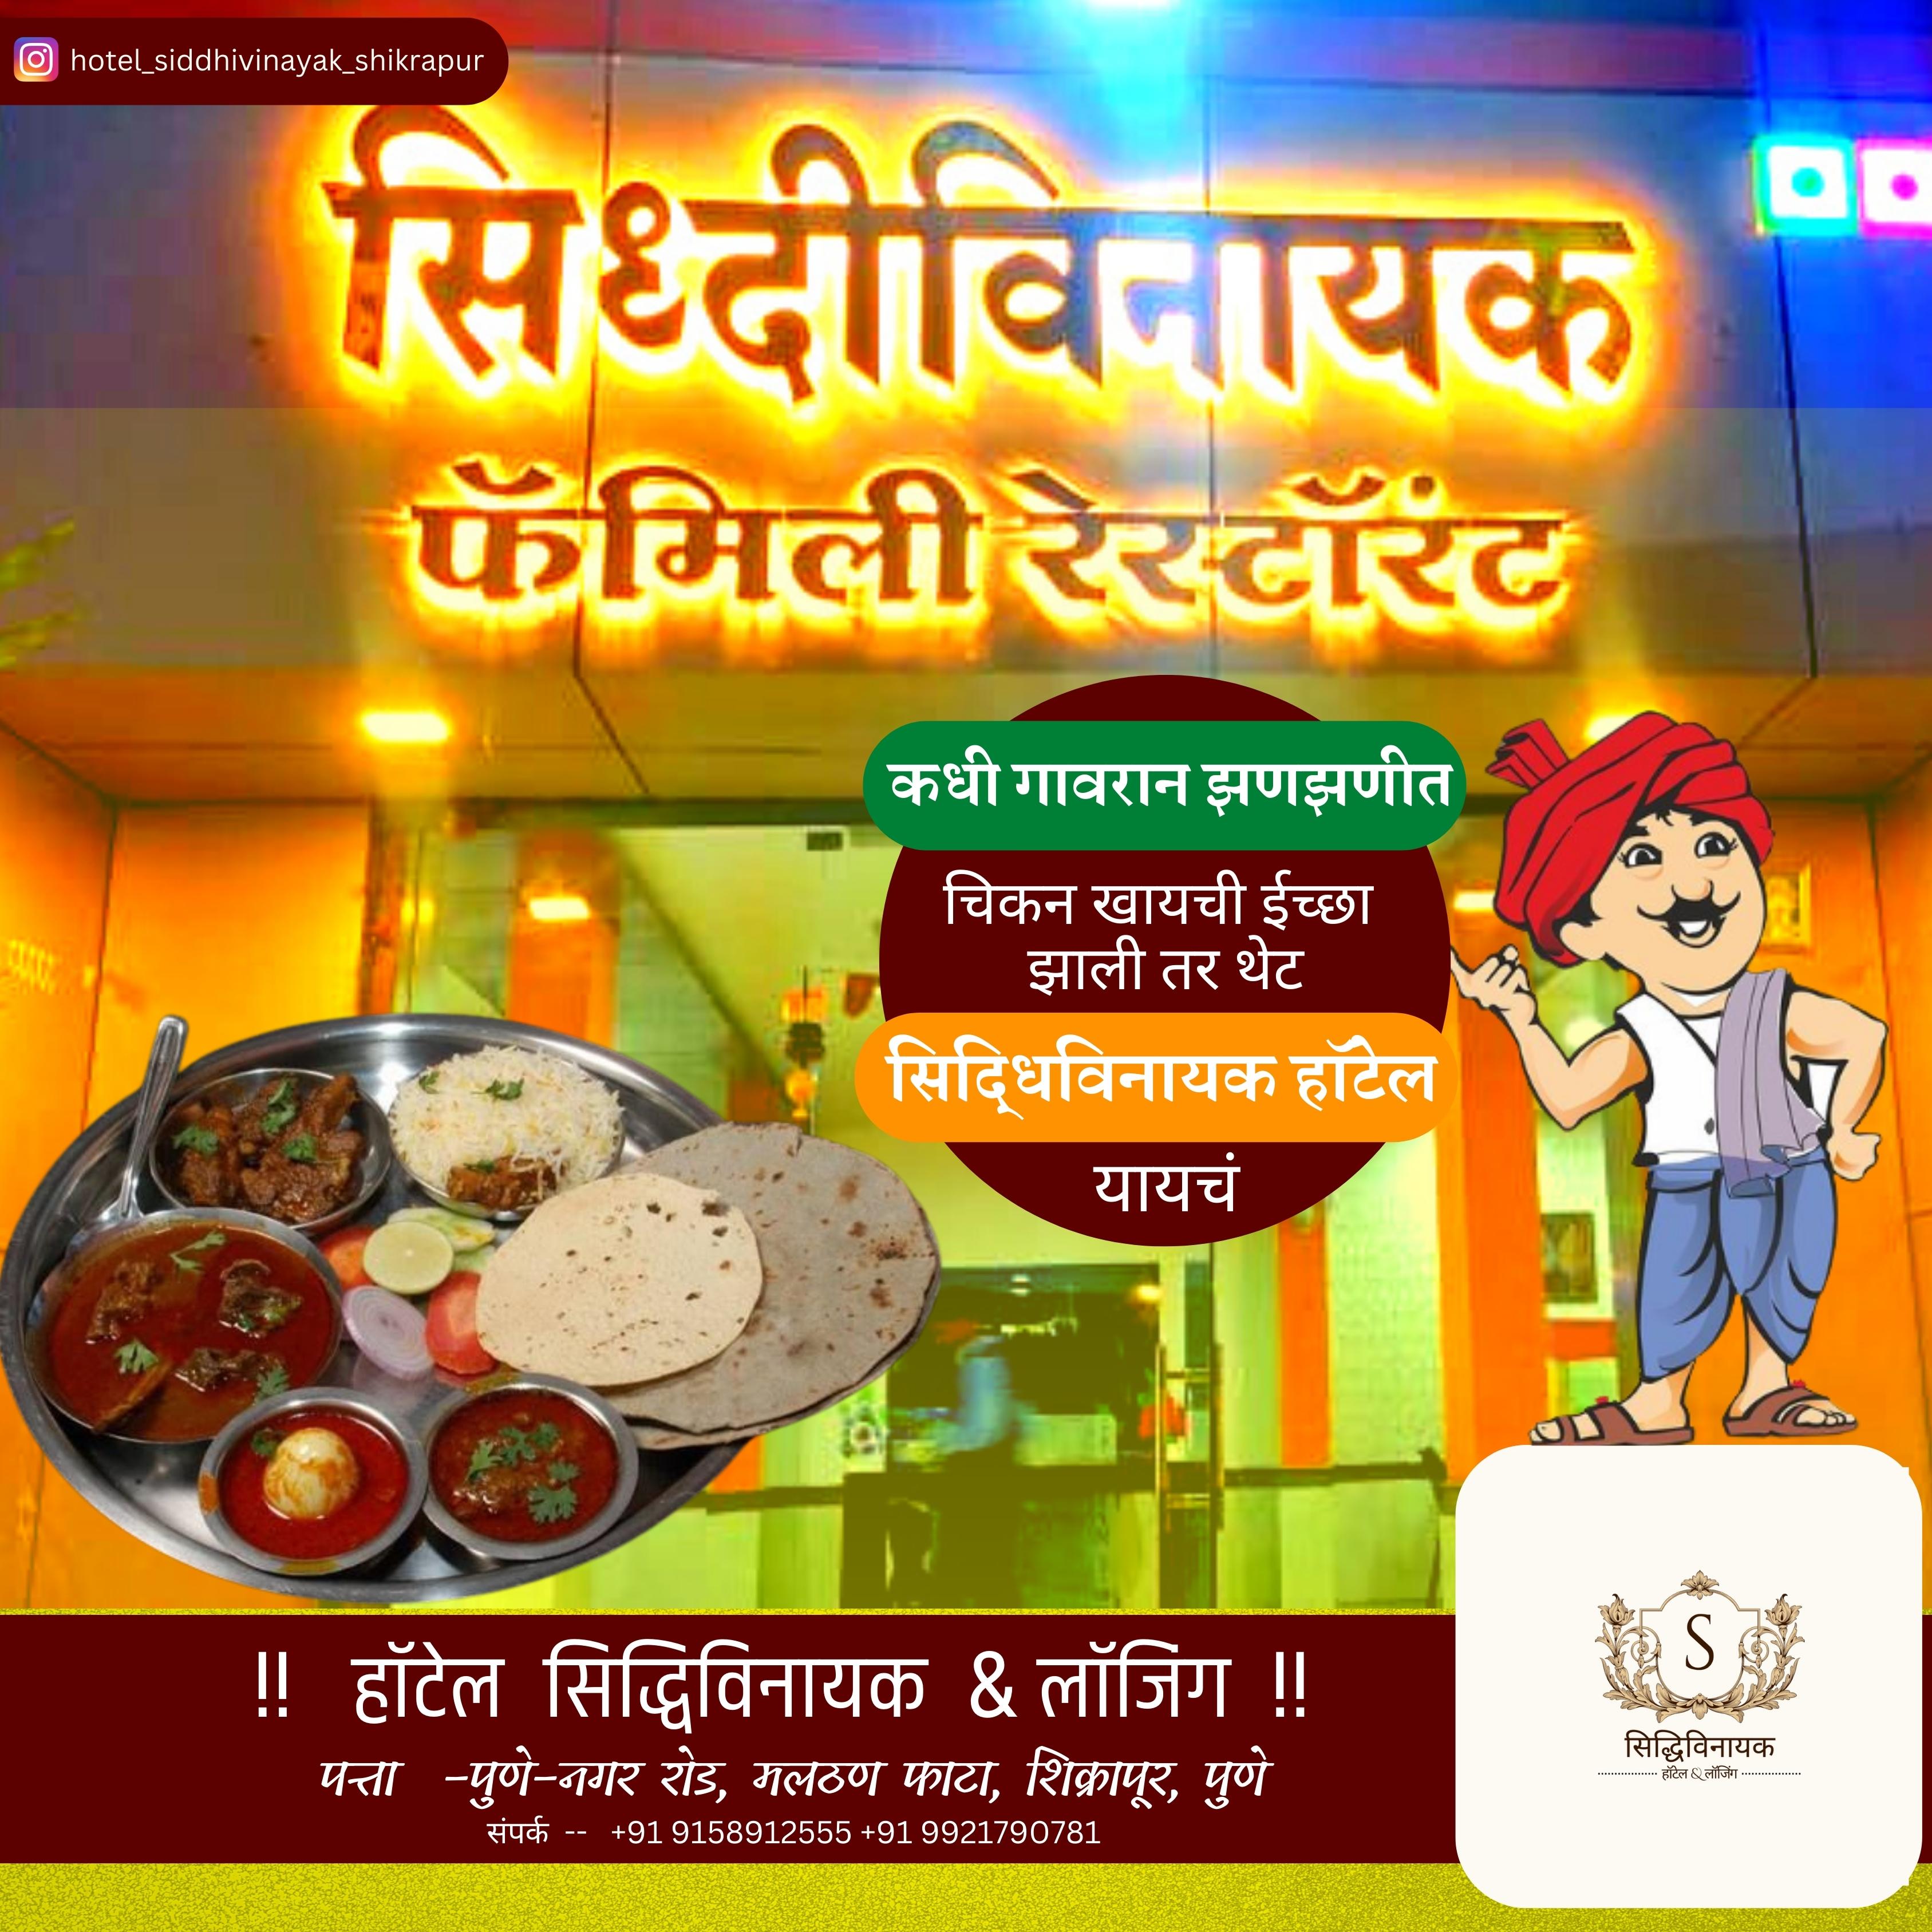 hotel_siddhivinayak_shikrapur
सिध्दीविनायक
फॅमिली रेस्टॉरंट
कधी गावरान झणझणीत
चिकन खायची ईच्छा
झाली तर थेट
सिद्धिविनायक हॉटेल
यायचं
!! हॉटेल सिद्धिविनायक & लॉजिंग !!
पत्ता -पुणे-नगर रोड, मलठण फाटा, शिक्रापूर, पुणे
संपर्क -- +91 9158912555 +91 9921790781
S
सिद्धिविनायक
हॉटेल & लॉजिंग